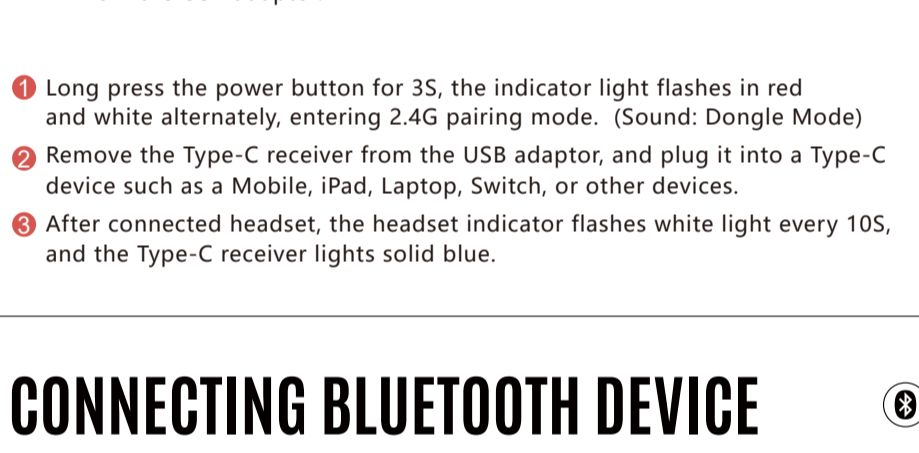 1 Long press the power button for 3S, the indicator light flashes in red
and white alternately, entering 2.4G pairing mode. (Sound: Dongle Mode)
2 Remove the Type-C receiver from the USB adaptor, and plug it into a Type-C
device such as a Mobile, iPad, Laptop, Switch, or other devices.
3 After connected headset, the headset indicator flashes white light every 10S,
and the Type-C receiver lights solid blue.
CONNECTING BLUETOOTH DEVICE